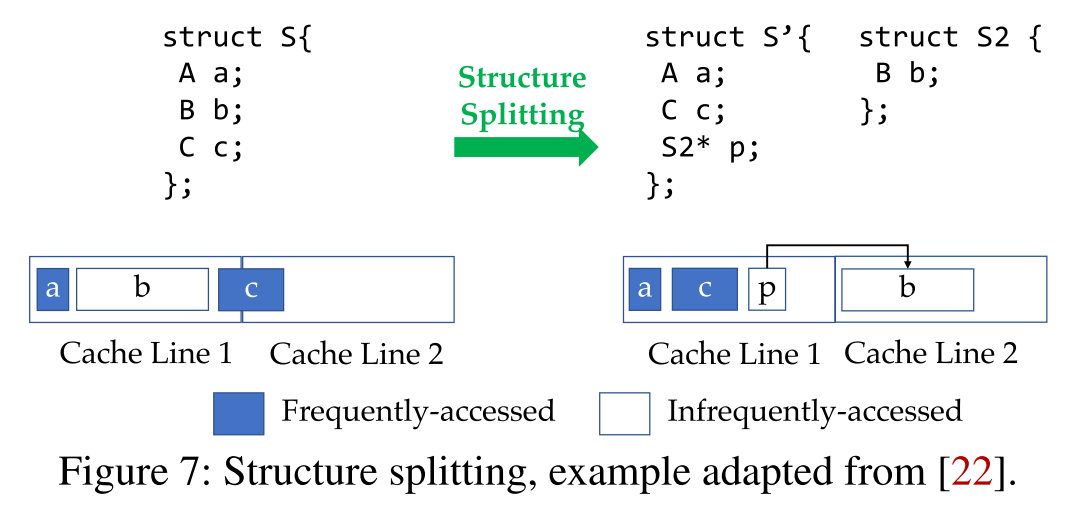 struct S{
A a;
B b;
C c;
};
Structure
Splitting
struct S’{
A a;
C c;
S2* p;
};
struct S2 {
B b;
};
a b c
Cache Line 1 Cache Line 2
a c p b
Cache Line 1 Cache Line 2
Frequently-accessed Infrequently-accessed
Figure 7: Structure splitting, example adapted from [22].